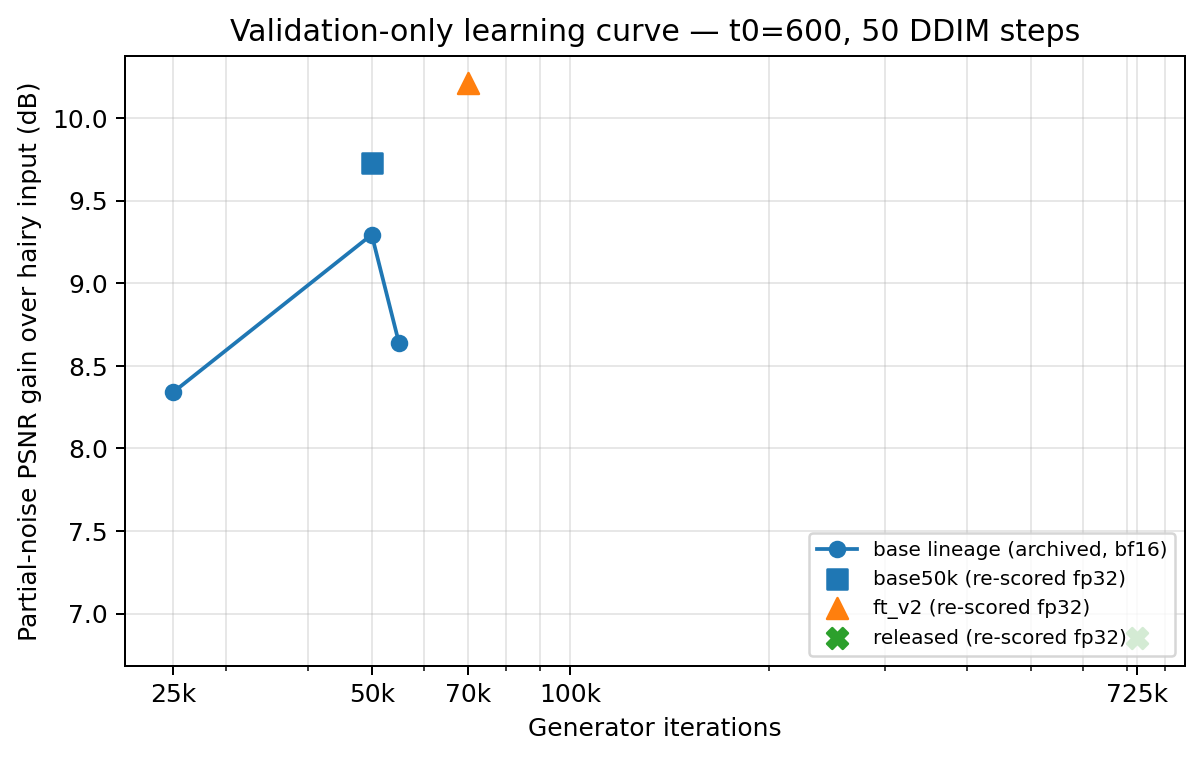 Validation-only learning curve — t0=600, 50 DDIM steps
Partial-noise PSNR gain over hairy input (dB)
10.0
9.5
9.0
8.5
8.0
7.5
7.0
base lineage (archived, bf16)
base50k (re-scored fp32)
ft_v2 (re-scored fp32)
released (re-scored fp32)
25k 50k 70k 100k 725k
Generator iterations